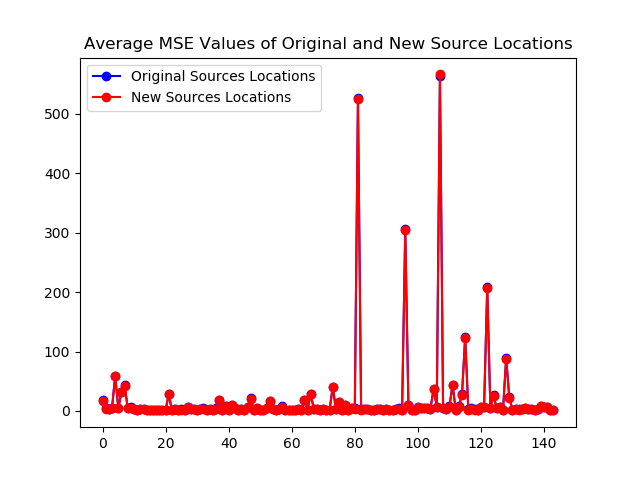 Average MSE Values of Original and New Source Locations
Original Sources Locations
New Sources Locations
500
400
300
200
100
0
0 20 40 60 80 100 120 140